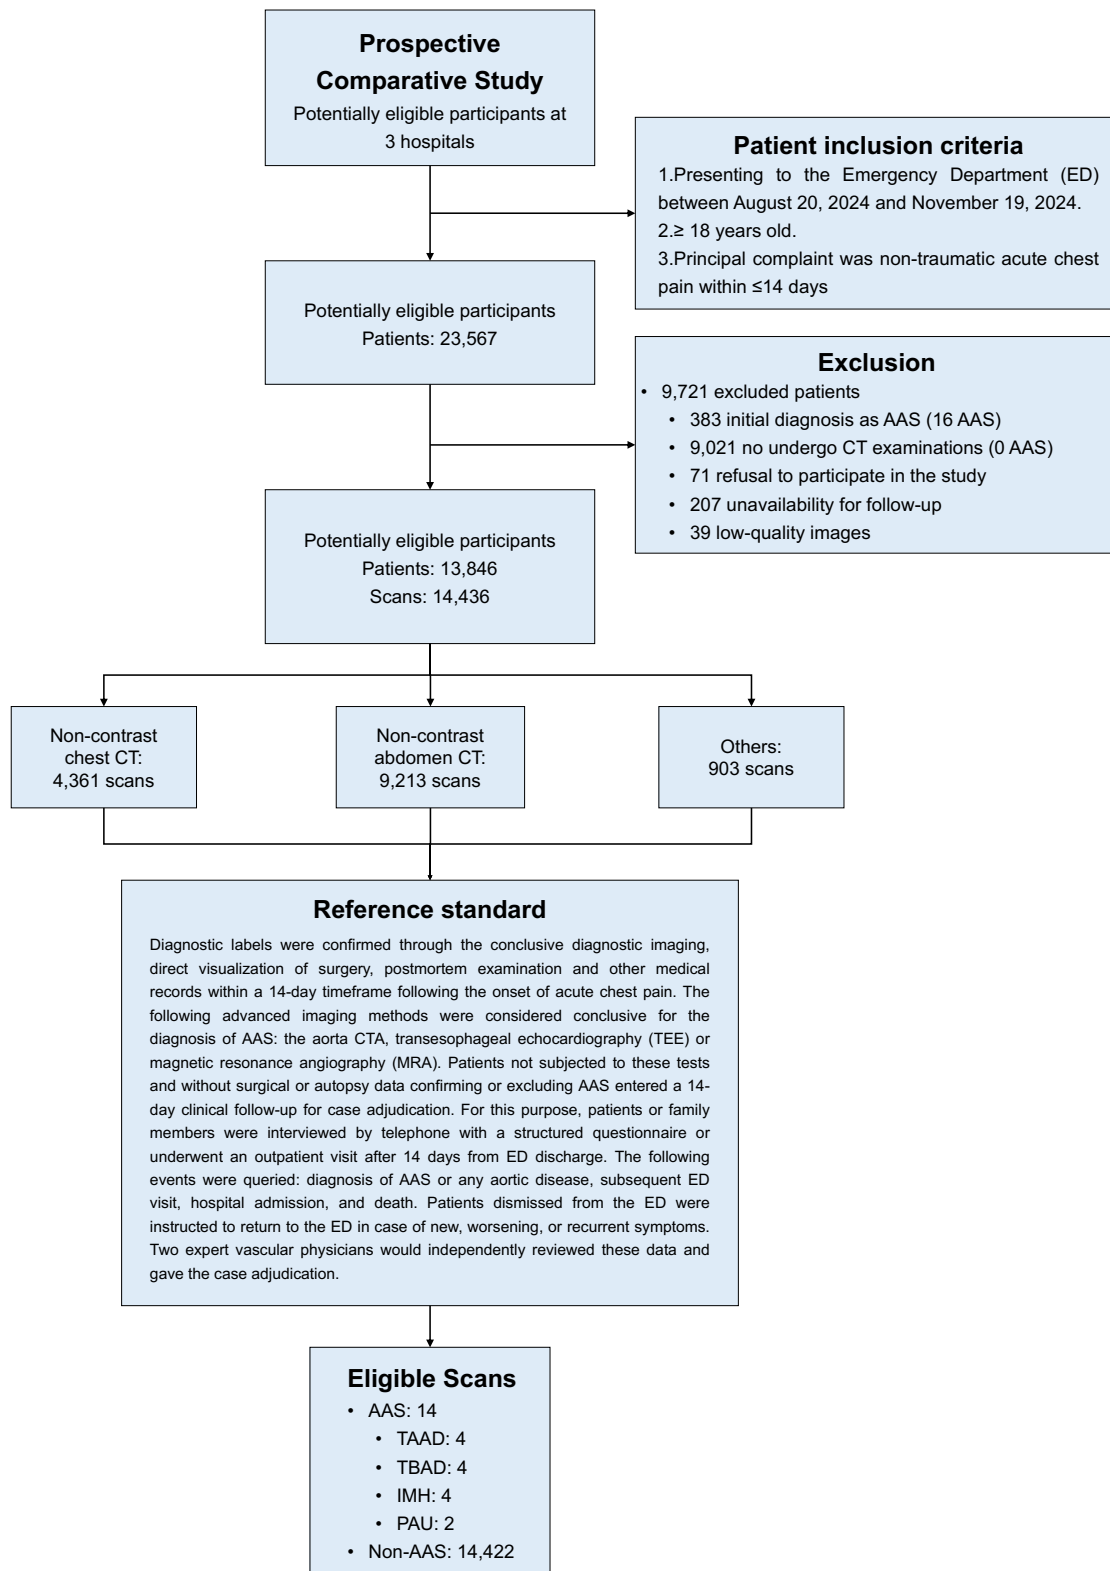 Prospective
Comparative Study
Potentially eligible participants at
3 hospitals
Patient inclusion criteria
1.Presenting to the Emergency Department (ED)
between August 20, 2024 and November 19, 2024.
2.≥ 18 years old.
3.Principal complaint was non-traumatic acute chest
pain within ≤14 days
Potentially eligible participants
Patients: 23,567
Exclusion
• 9,721 excluded patients
• 383 initial diagnosis as AAS (16 AAS)
• 9,021 no undergo CT examinations (0 AAS)
• 71 refusal to participate in the study
• 207 unavailability for follow-up
• 39 low-quality images
Potentially eligible participants
Patients: 13,846
Scans: 14,436
Non-contrast
chest CT:
4,361 scans
Non-contrast
abdomen CT:
9,213 scans
Others:
903 scans
Reference standard
Diagnostic labels were confirmed through the conclusive diagnostic imaging,
direct visualization of surgery, postmortem examination and other medical
records within a 14-day timeframe following the onset of acute chest pain. The
following advanced imaging methods were considered conclusive for the
diagnosis of AAS: the aorta CTA, transesophageal echocardiography (TEE) or
magnetic resonance angiography (MRA). Patients not subjected to these tests
and without surgical or autopsy data confirming or excluding AAS entered a 14-
day clinical follow-up for case adjudication. For this purpose, patients or family
members were interviewed by telephone with a structured questionnaire or
underwent an outpatient visit after 14 days from ED discharge. The following
events were queried: diagnosis of AAS or any aortic disease, subsequent ED
visit, hospital admission, and death. Patients dismissed from the ED were
instructed to return to the ED in case of new, worsening, or recurrent symptoms.
Two expert vascular physicians would independently reviewed these data and
gave the case adjudication.
Eligible Scans
• AAS: 14
• TAAD: 4
• TBAD: 4
• IMH: 4
• PAU: 2
• Non-AAS: 14,422